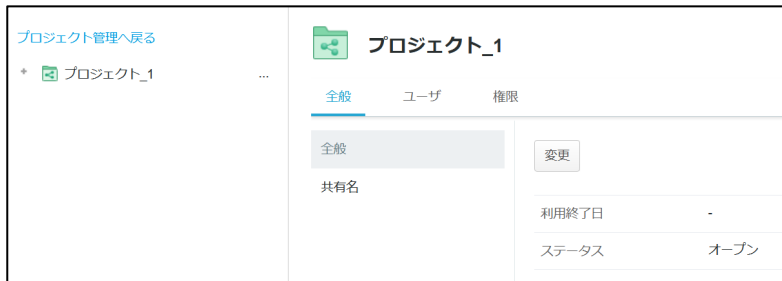 プロジェクト管理へ戻る
プロジェクト_1
...
プロジェクト_1
全般
ユーザ
権限
全般
共有名
変更
利用終了日
-
ステータス
オープン